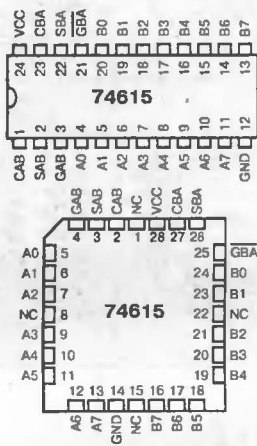 VCC CBA SBA G̅B̅A̅ B0 B1 B2 B3 B4 B5 B6 B7
24 23 22 21 20 19 18 17 16 15 14 13
74615
1 2 3 4 5 6 7 8 9 10 11 12
CAB SAB GAB A0 A1 A2 A3 A4 A5 A6 A7 GND
GAB SAB CAB NC VCC CBA SBA
4 3 2 1 28 27 26
A0 5 25 G̅B̅A̅
A1 6 24 B0
A2 7 23 B1
NC 8 74615 22 NC
A3 9 21 B2
A4 10 20 B3
A5 11 19 B4
12 13 14 15 16 17 18
A6 A7 GND NC B7 B6 B5